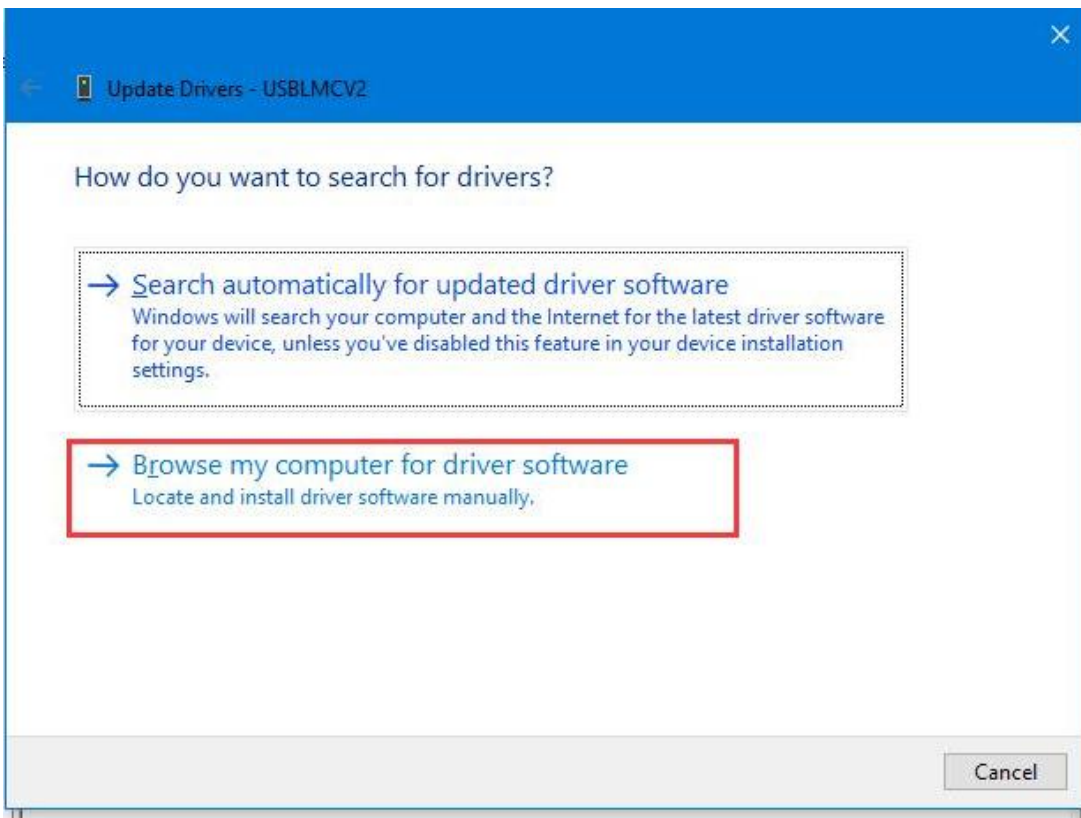 Update Drivers - USBLMCV2
How do you want to search for drivers?
Search automatically for updated driver software
Windows will search your computer and the Internet for the latest driver software
for your device, unless you've disabled this feature in your device installation
settings.
Browse my computer for driver software
Locate and install driver software manually.
Cancel